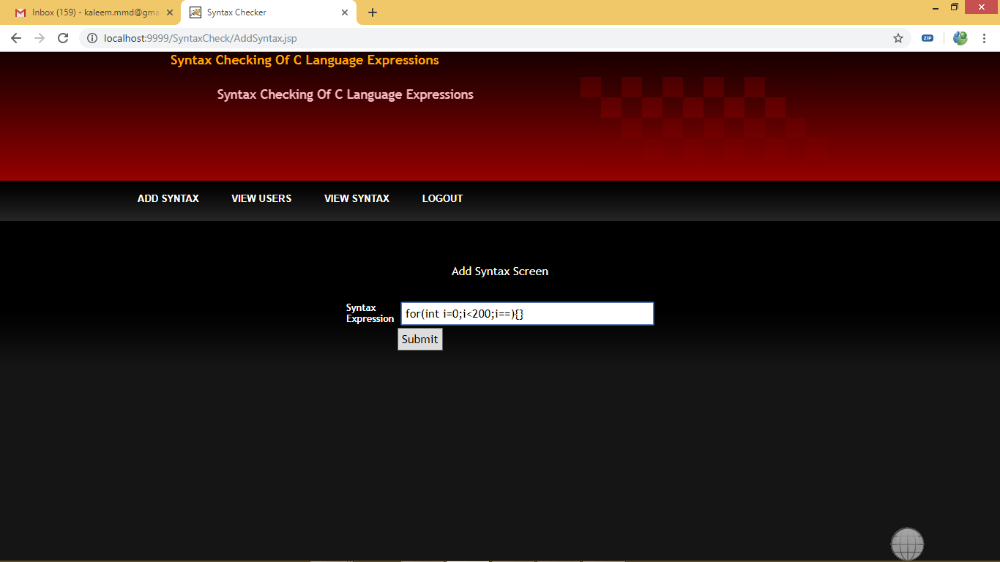 Inbox (159) - kaleem.mmd@gma
Syntax Checker
localhost:9999/SyntaxCheck/AddSyntax.jsp
ZIP
Syntax Checking Of C Language Expressions
Syntax Checking Of C Language Expressions
ADD SYNTAX VIEW USERS VIEW SYNTAX LOGOUT
Add Syntax Screen
Syntax
Expression
for(int i=0;i<200;i==){}
Submit